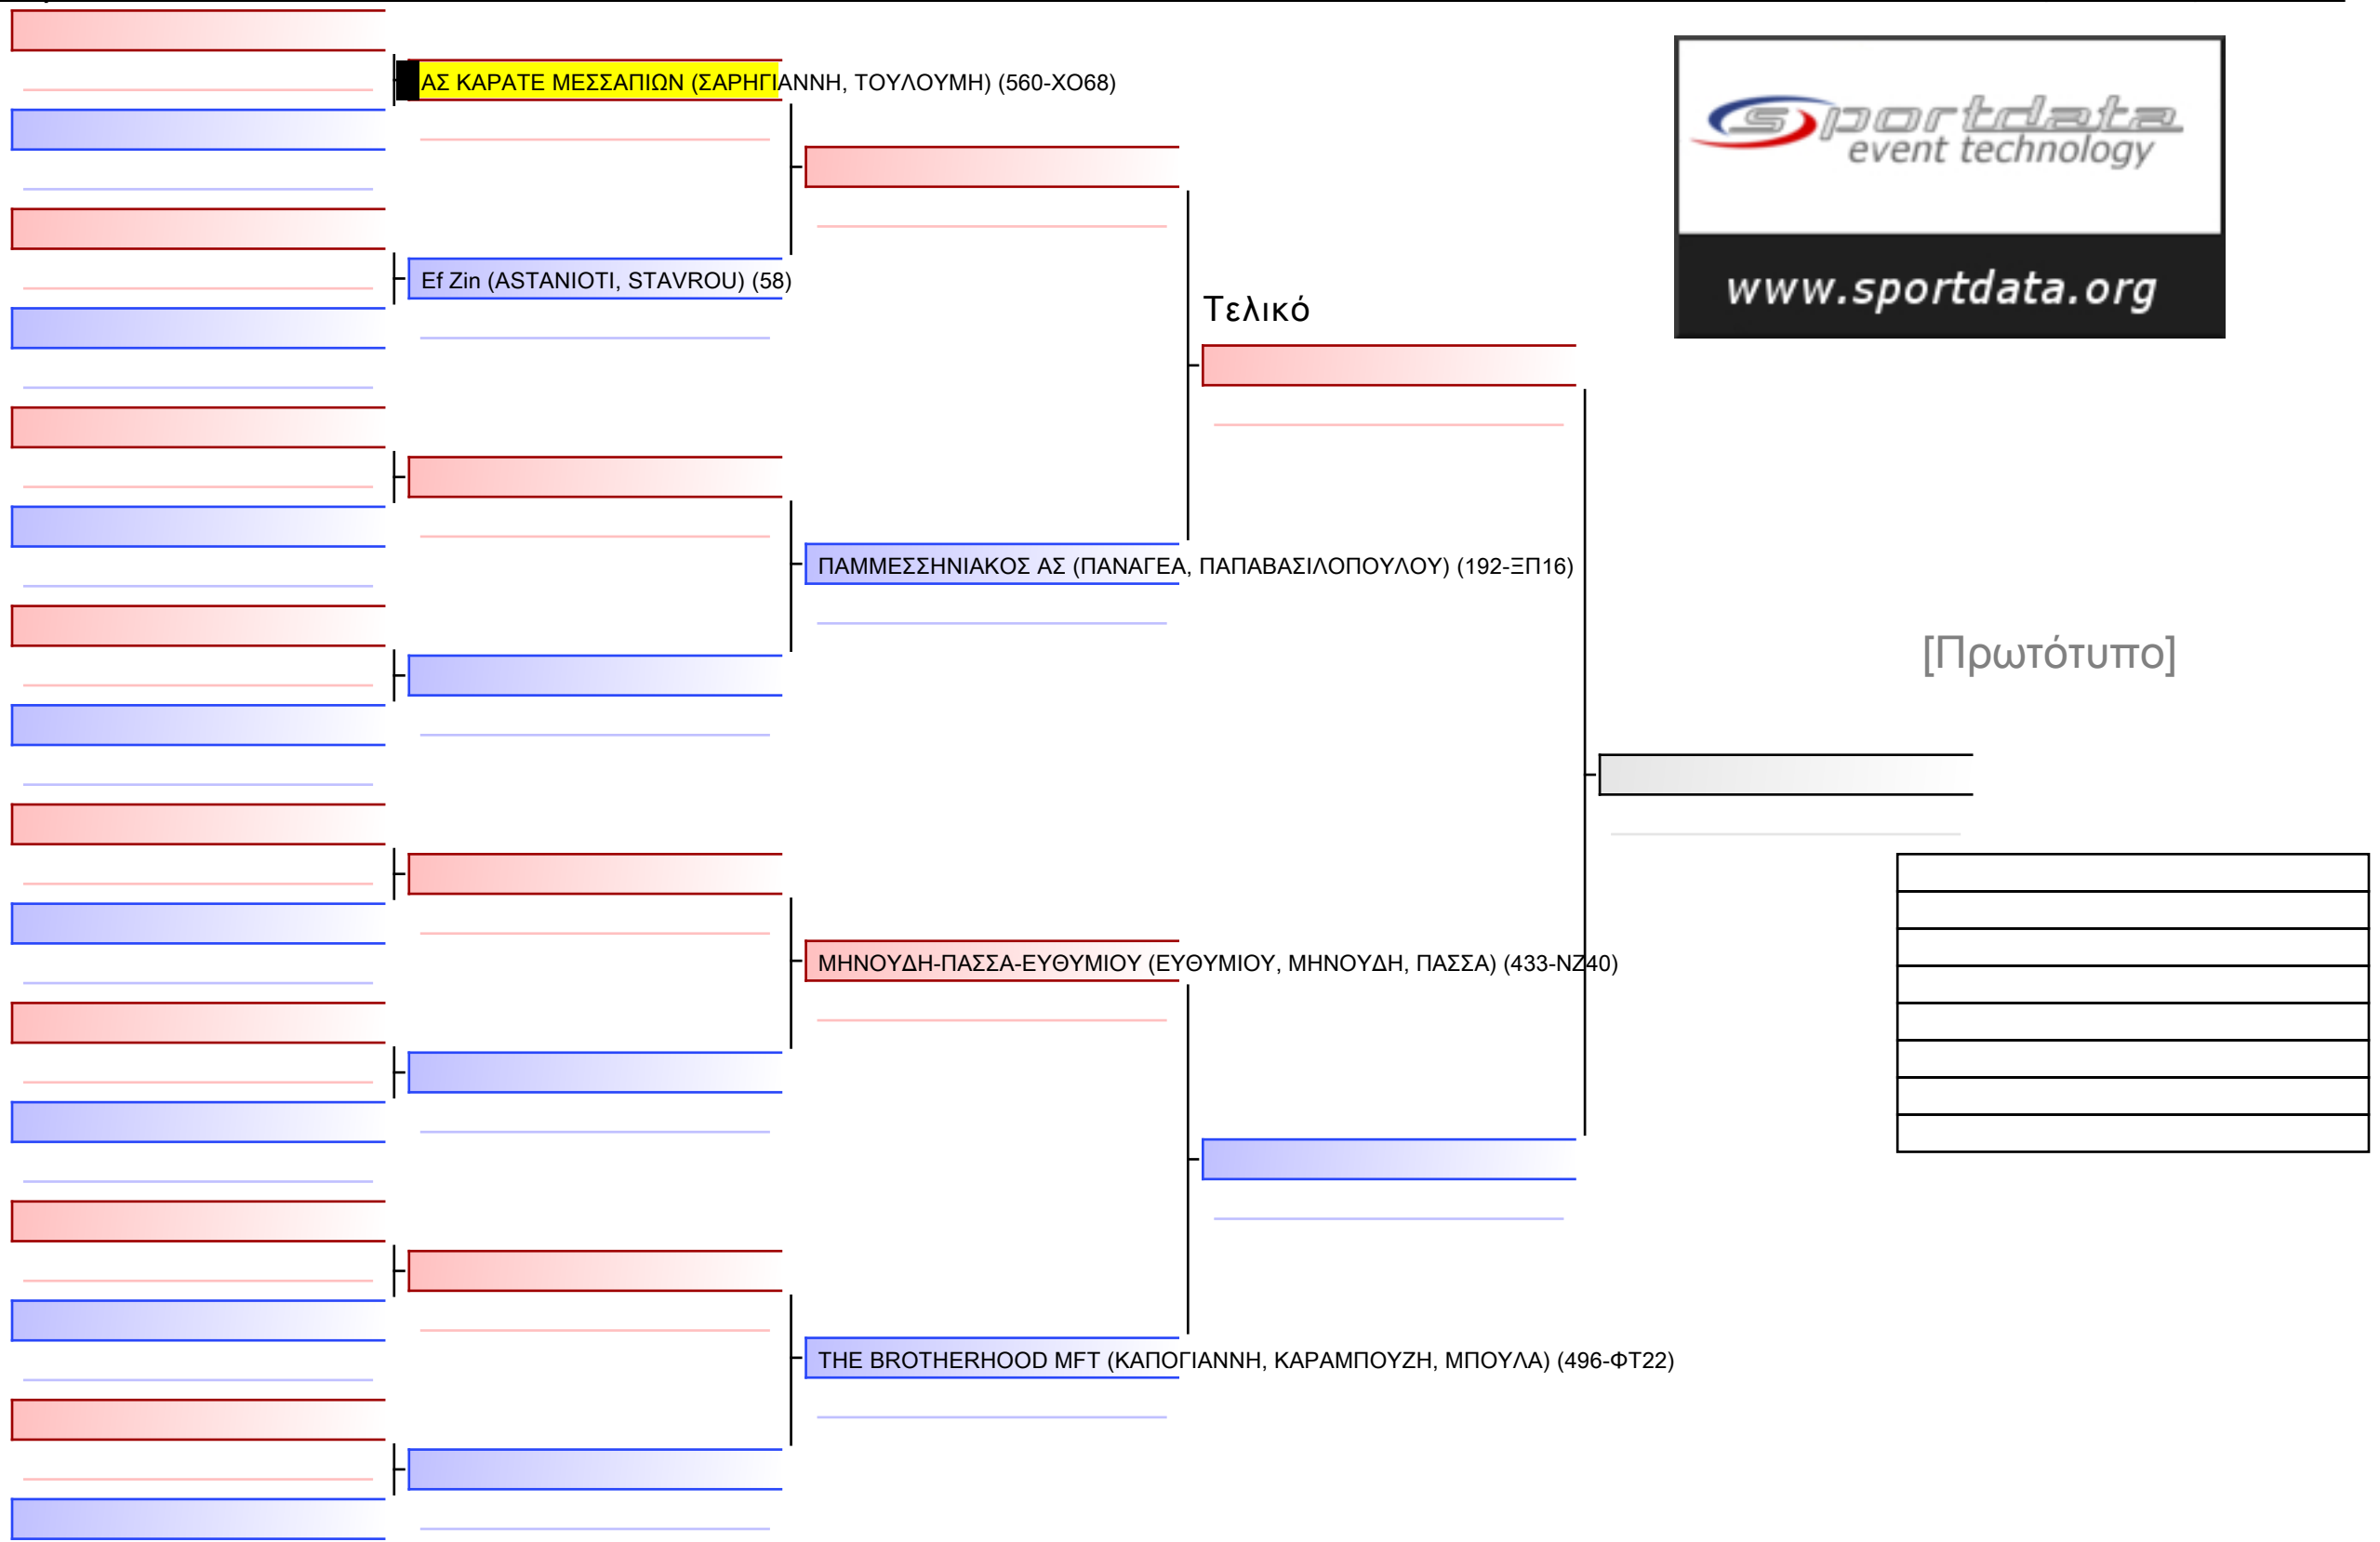 ΑΣ ΚΑΡΑΤΕ ΜΕΣΣΑΠΙΩΝ (ΣΑΡΗΓΙΑΝΝΗ, ΤΟΥΛΟΥΜΗ) (560-ΧΟ68)
sportdata
event technology
www.sportdata.org
Ef Zin (ASTANIOTI, STAVROU) (58)
Τελικό
ΠΑΜΜΕΣΣΗΝΙΑΚΟΣ ΑΣ (ΠΑΝΑΓΕΑ, ΠΑΠΑΒΑΣΙΛΟΠΟΥΛΟΥ) (192-ΞΠ16)
[Πρωτότυπο]
ΜΗΝΟΥΔΗ-ΠΑΣΣΑ-ΕΥΘΥΜΙΟΥ (ΕΥΘΥΜΙΟΥ, ΜΗΝΟΥΔΗ, ΠΑΣΣΑ) (433-ΝΖ40)
THE BROTHERHOOD MFT (ΚΑΠΟΓΙΑΝΝΗ, ΚΑΡΑΜΠΟΥΖΗ, ΜΠΟΥΛΑ) (496-ΦΤ22)